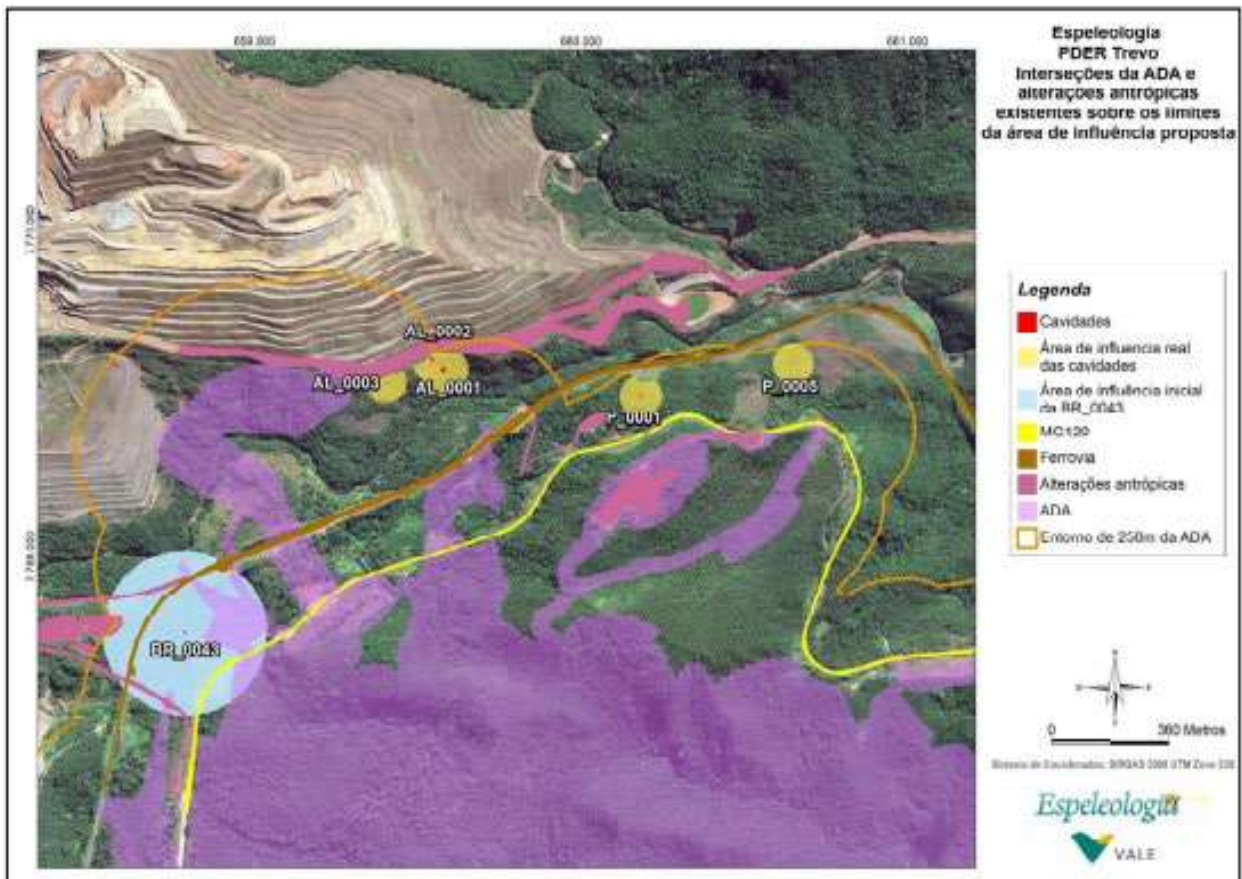 659.000
660.000
661.000
Espeleologia
PDER Trevo
Interseções da ADA e
alterações antrópicas
existentes sobre os limites
da área de influência proposta
AL_0002
AL_0003
AL_0001
P_0001
P_0005
BR_0043
Legenda
Cavidades
Área de influencia real
das cavidades
Área de influência inicial
da BR_0043
Ferrovia
Alterações antrópicas
ADA
Entorno de 250m da ADA
0
360 Metros
Espeleologia
VALE